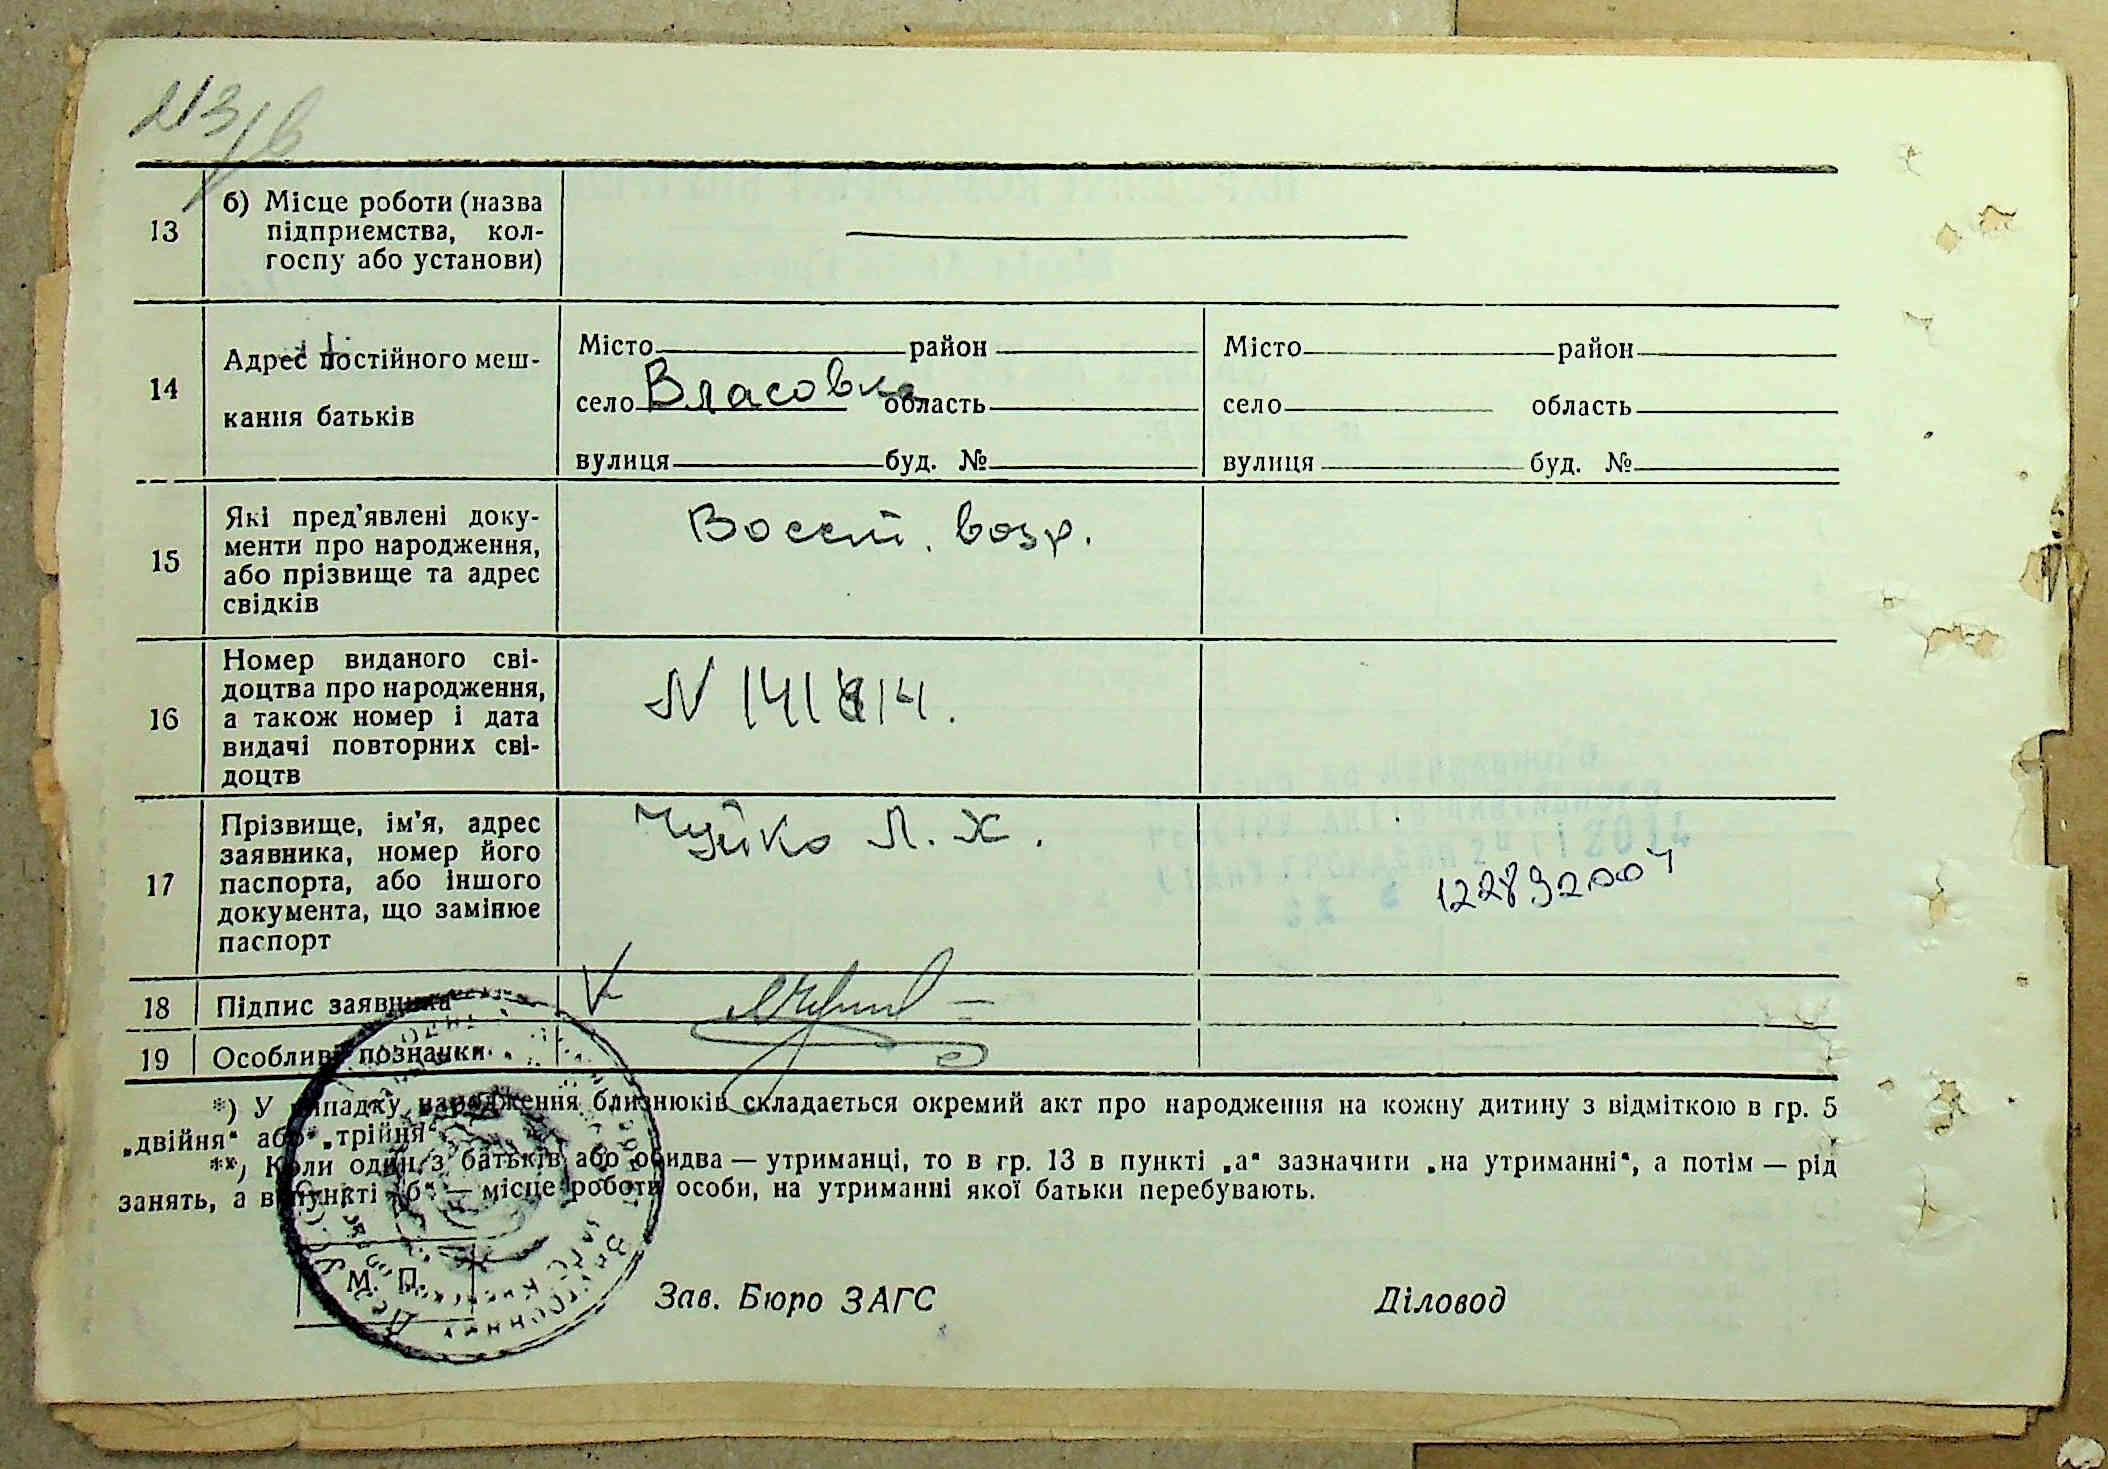 213/в
13
б) Місце роботи (назва
підприємства, кол-
госпу або установи)
14
Адрес постійного меш-
кання батьків
Місто район
село Власовка область
вулиця буд. №
Місто район
село область
вулиця буд. №
15
Які пред'явлені доку-
менти про народження,
або прізвище та адрес
свідків
Восст. возр.
16
Номер виданого сві-
доцтва про народження,
а також номер і дата
видачі повторних сві-
доцтв
17
Прізвище, ім'я, адрес
заявника, номер його
паспорта, або іншого
документа, що замінює
паспорт
Чуйко Л. Х.
122892004
18
Підпис заявника
19
Особливі познаики
*) У випадку народження близнюків складається окремий акт про народження на кожну дитину з відміткою в гр. 5
„двійня“ або „трійня“.
**) Коли один з батьків або обидва — утриманці, то в гр. 13 в пункті „а“ зазначити „на утриманні“, а потім — рід
занять, а в пункті „б“ — місце роботи особи, на утриманні якої батьки перебувають.
М. П.
Зав. Бюро ЗАГС
Діловод